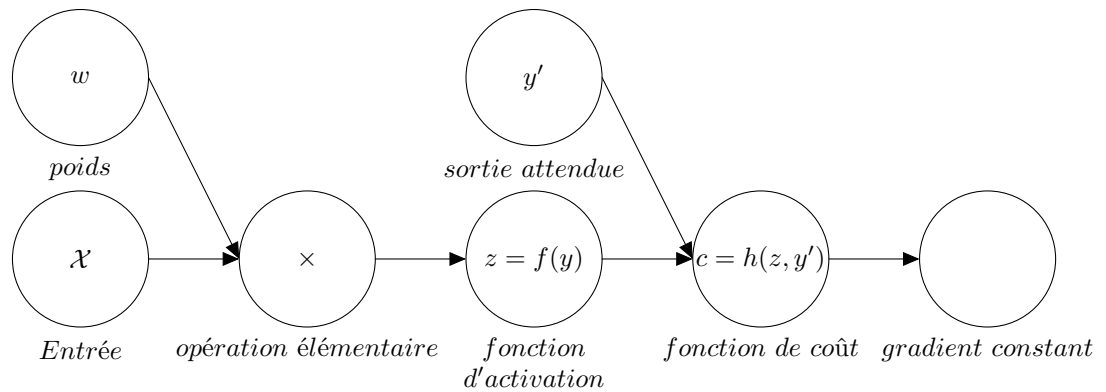 w
y′
poids
sortie attendue
𝒳
×
z = f(y)
c = h(z, y′)
Entrée
opération élémentaire
fonction
d'activation
fonction de coût
gradient constant